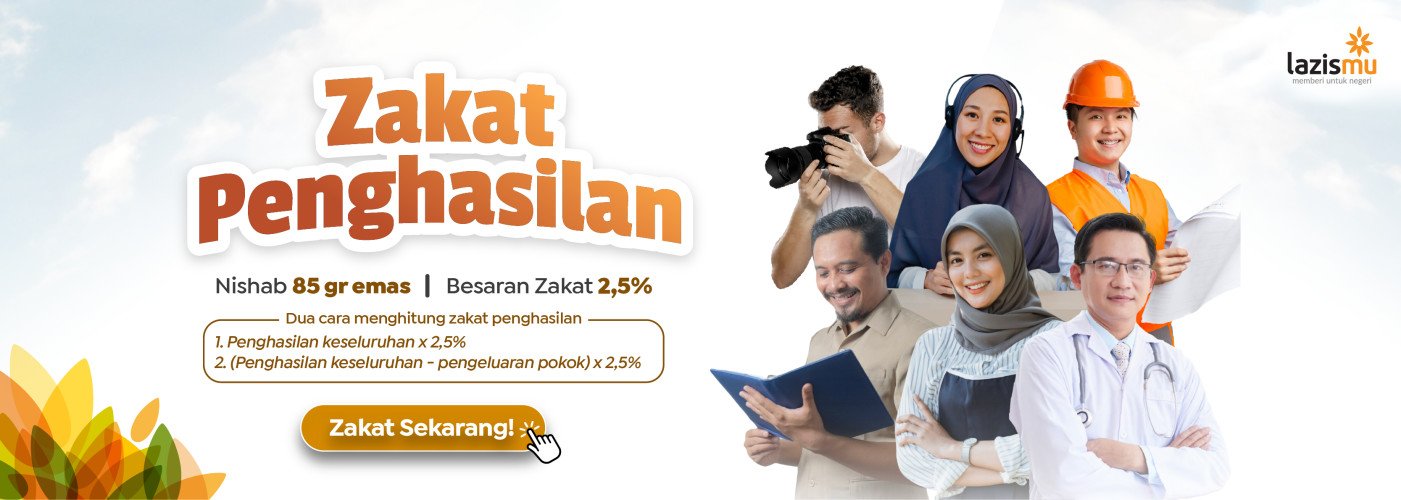 Zakat
Penghasilan
Nishab 85 gr emas | Besaran Zakat 2,5%
Dua cara menghitung zakat penghasilan
1. Penghasilan keseluruhan x 2,5%
2. (Penghasilan keseluruhan - pengeluaran pokok) x 2,5%
Zakat Sekarang!
lazismu
memberi untuk negeri